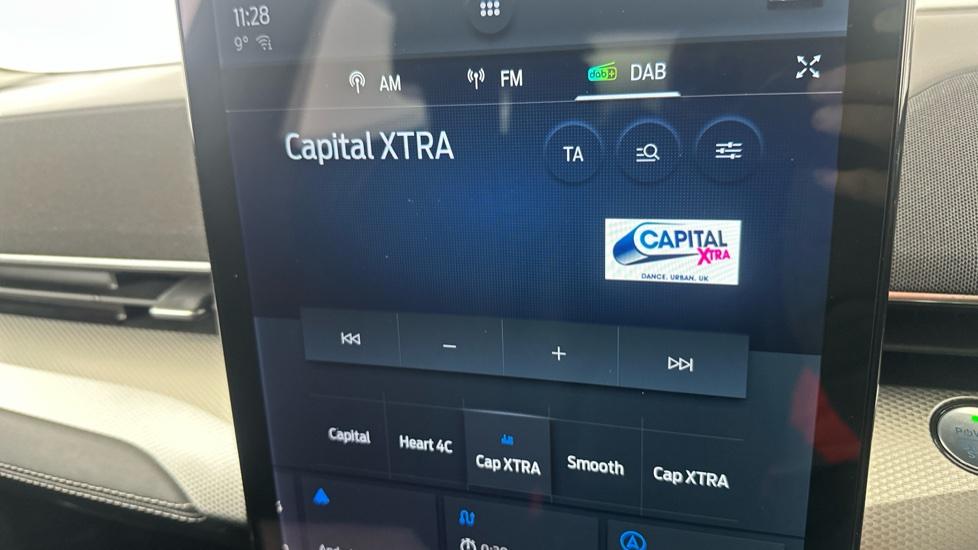 11:28
9°
AM
FM
dab+
DAB
Capital XTRA
TA
CAPITAL
XTRA
DANCE. URBAN. UK
Capital
Heart 4C
Cap XTRA
Smooth
Cap XTRA